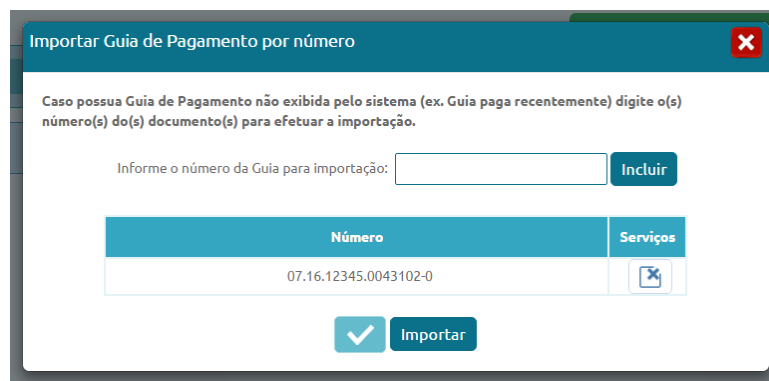 Importar Guia de Pagamento por número
Caso possua Guia de Pagamento não exibida pelo sistema (ex. Guia paga recentemente) digite o(s)
número(s) do(s) documento(s) para efetuar a importação.
Informe o número da Guia para importação: Incluir
Número Serviços
07.16.12345.0043102-0
Importar